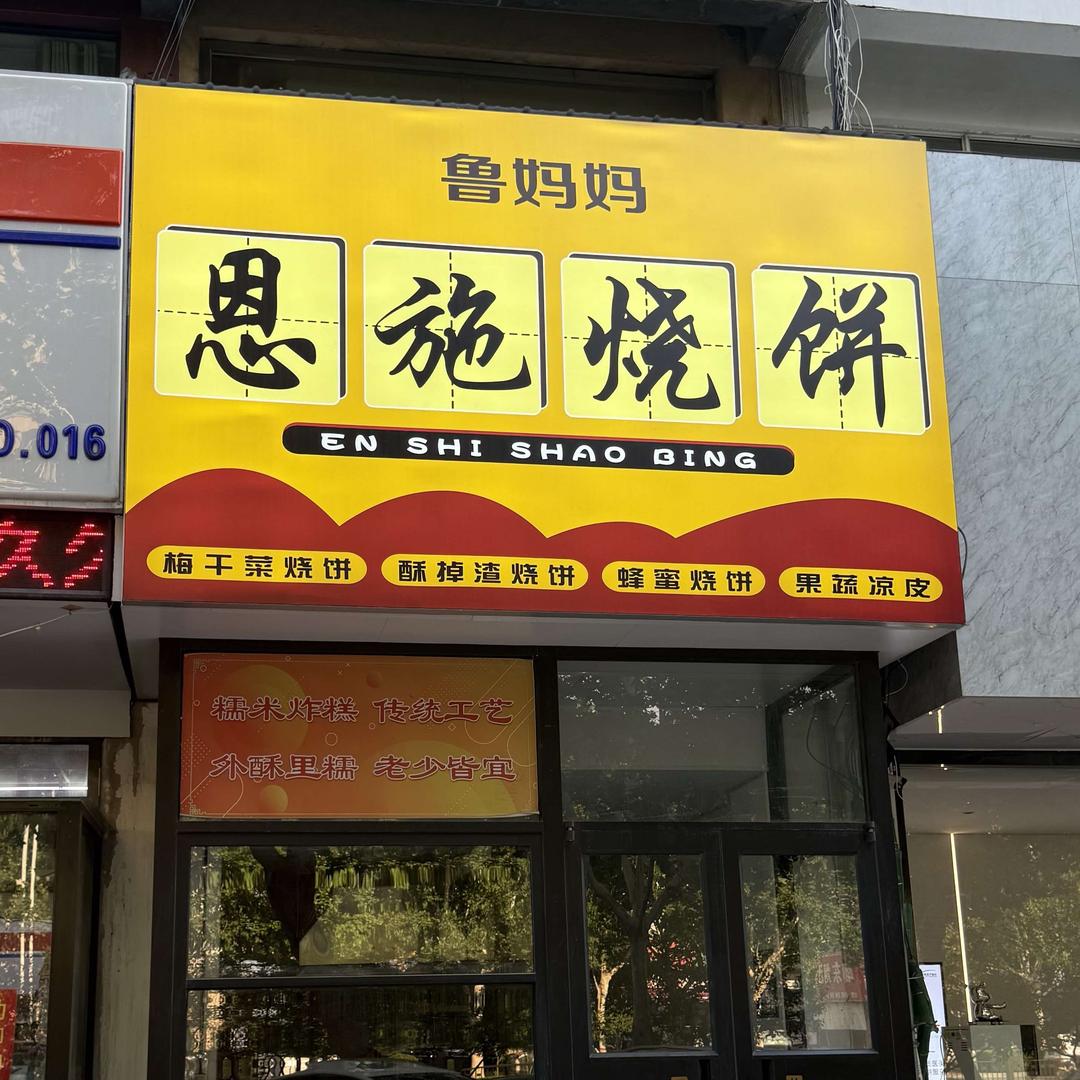 鲁妈妈
恩施烧饼
EN SHI SHAO BING
梅干菜烧饼 酥掉渣烧饼 蜂蜜烧饼 果蔬凉皮
O.016
糯米炸糕 传统工艺
外酥里糯 老少皆宜